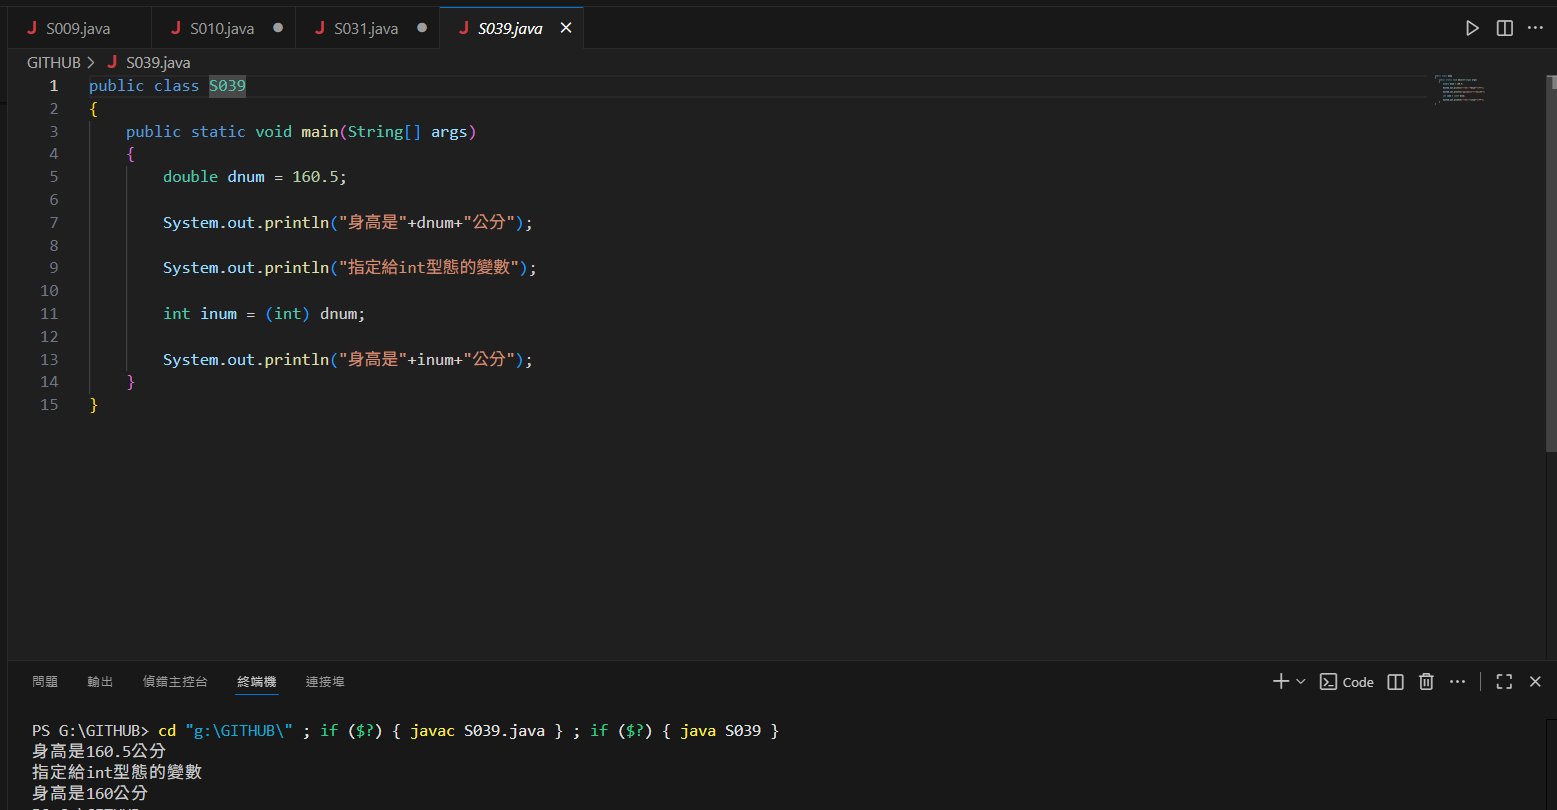 S009.java S010.java S031.java S039.java
GITHUB > S039.java
1 public class S039
2 {
3     public static void main(String[] args)
4     {
5         double dnum = 160.5;
6
7         System.out.println("身高是"+dnum+"公分");
8
9         System.out.println("指定給int型態的變數");
10
11         int inum = (int) dnum;
12
13         System.out.println("身高是"+inum+"公分");
14     }
15 }
問題 輸出 偵錯主控台 終端機 連接埠 Code
PS G:\GITHUB> cd "g:\GITHUB\" ; if ($?) { javac S039.java } ; if ($?) { java S039 }
身高是160.5公分
指定給int型態的變數
身高是160公分